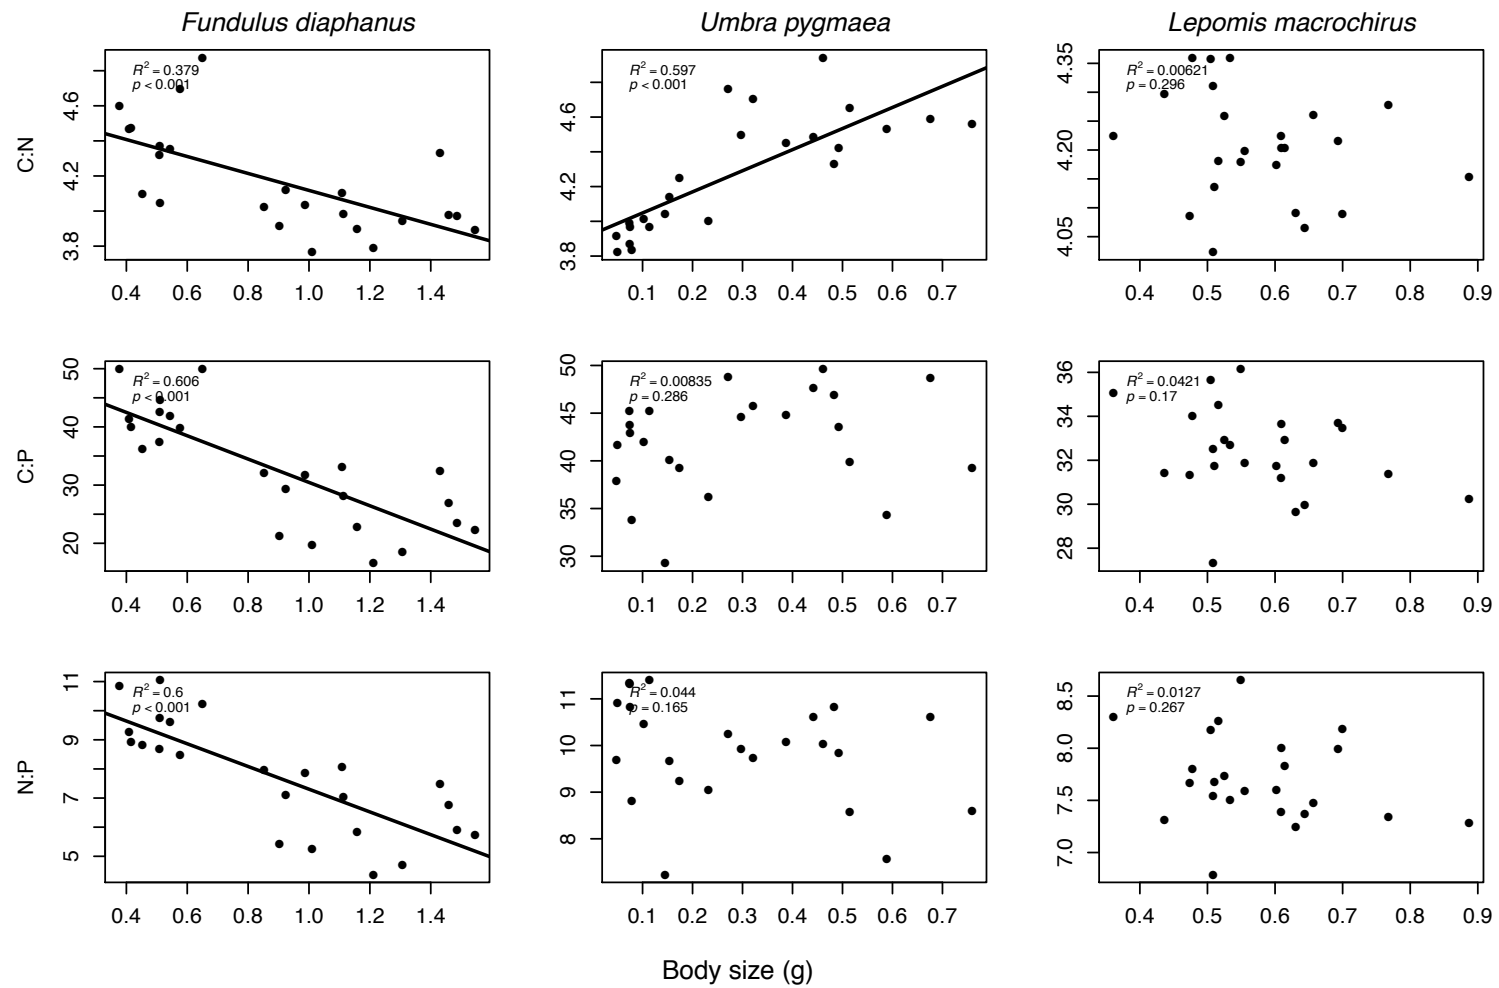 Fundulus diaphanus
Umbra pygmaea
Lepomis macrochirus
C:N
3.8 4.2 4.6
R² = 0.379
p < 0.001
0.4 0.6 0.8 1.0 1.2 1.4
3.8 4.2 4.6
R² = 0.597
p < 0.001
0.1 0.2 0.3 0.4 0.5 0.6 0.7
4.05 4.20 4.35
R² = 0.00621
p = 0.296
0.4 0.5 0.6 0.7 0.8 0.9
C:P
20 30 40 50
R² = 0.606
p < 0.001
0.4 0.6 0.8 1.0 1.2 1.4
30 35 40 45 50
R² = 0.00835
p = 0.286
0.1 0.2 0.3 0.4 0.5 0.6 0.7
28 30 32 34 36
R² = 0.0421
p = 0.17
0.4 0.5 0.6 0.7 0.8 0.9
N:P
5 7 9 11
R² = 0.6
p < 0.001
0.4 0.6 0.8 1.0 1.2 1.4
8 9 10 11
R² = 0.044
p = 0.165
0.1 0.2 0.3 0.4 0.5 0.6 0.7
7.0 7.5 8.0 8.5
R² = 0.0127
p = 0.267
0.4 0.5 0.6 0.7 0.8 0.9
Body size (g)